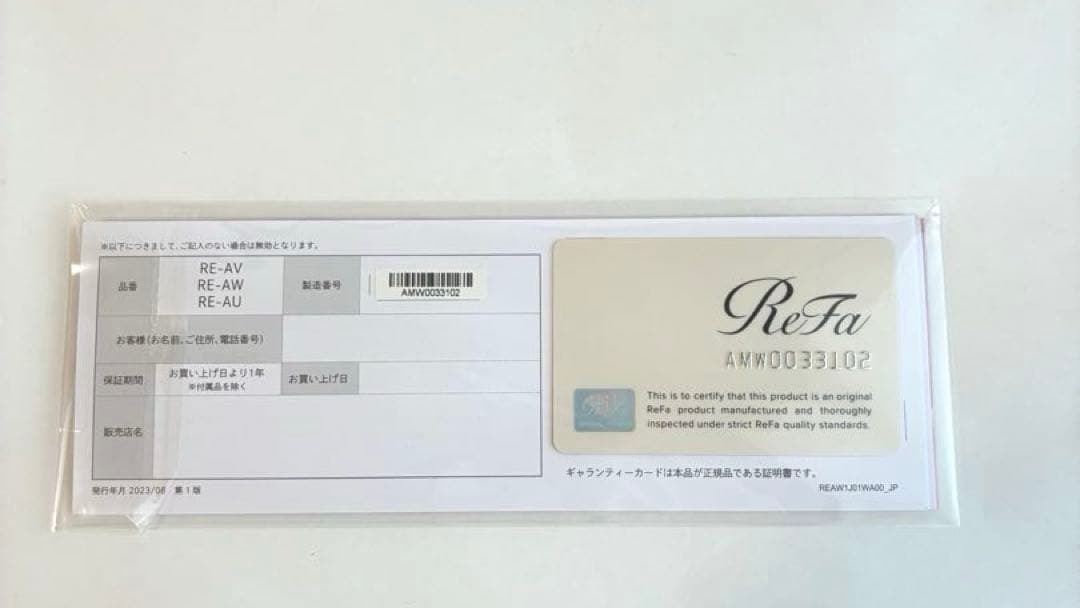 ※以下につきまして、ご記入のない場合は無効となります。
品番
RE-AV
RE-AW
RE-AU
製造番号
AMW0033102
お客様(お名前、ご住所、電話番号)
保証期間
お買い上げ日より1年
※付属品を除く
お買い上げ日
販売店名
発行年月 2023/08 第1版
ReFa
AMW0033102
This is to certify that this product is an original
ReFa product manufactured and thoroughly
inspected under strict ReFa quality standards.
ギャランティーカードは本品が正規品である証明書です。
REAW1J01WA00_JP